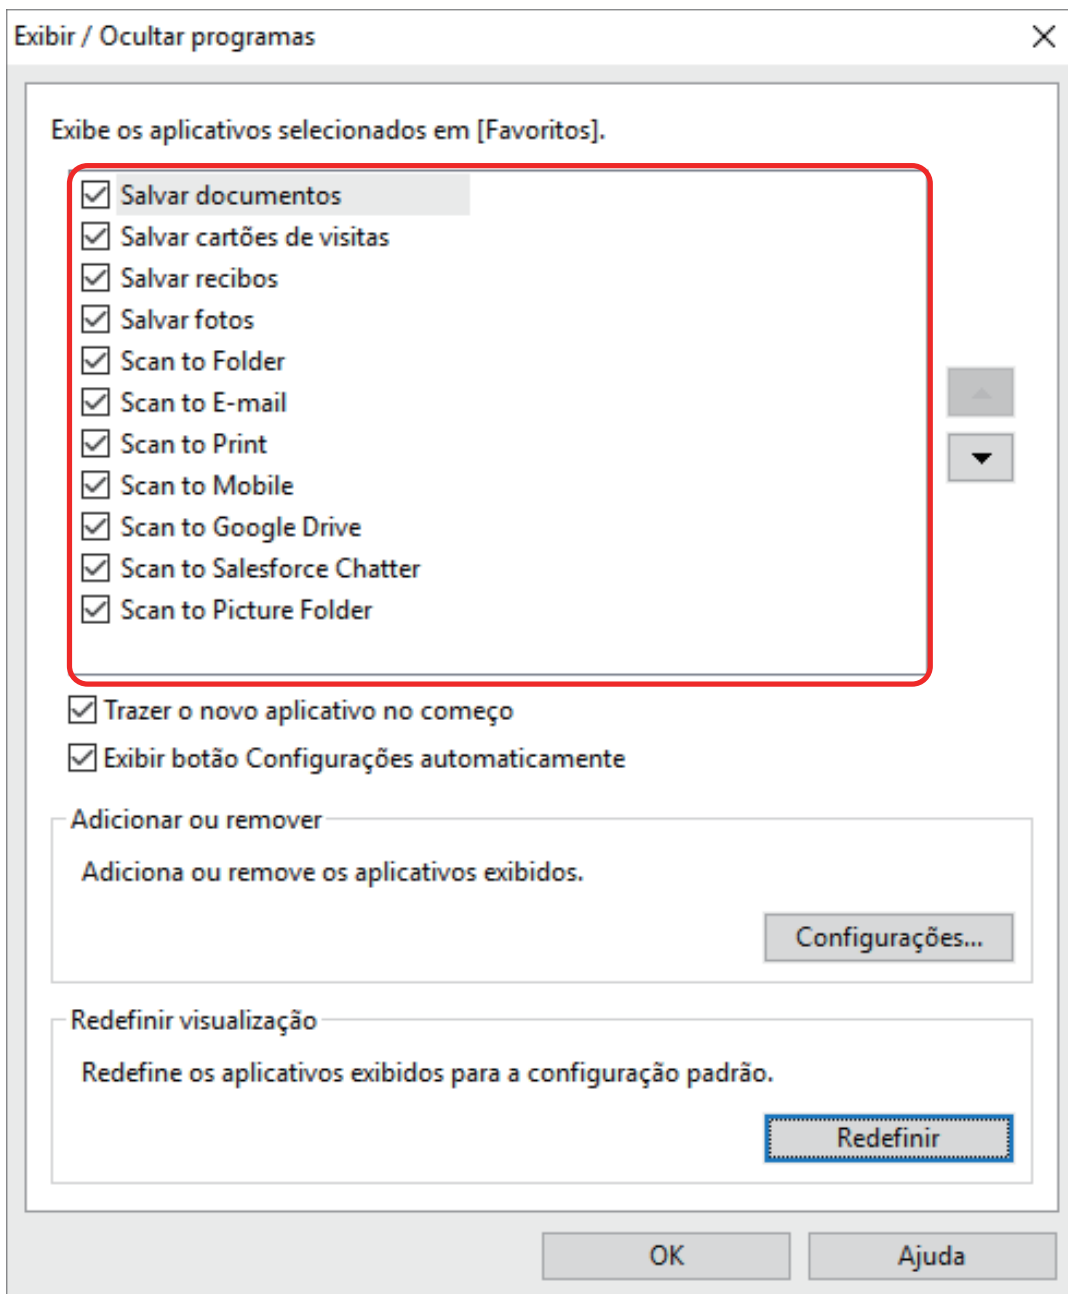 Exibir / Ocultar programas
Exibe os aplicativos selecionados em [Favoritos].
Salvar documentos
Salvar cartões de visitas
Salvar recibos
Salvar fotos
Scan to Folder
Scan to E-mail
Scan to Print
Scan to Mobile
Scan to Google Drive
Scan to Salesforce Chatter
Scan to Picture Folder
Trazer o novo aplicativo no começo
Exibir botão Configurações automaticamente
Adicionar ou remover
Adiciona ou remove os aplicativos exibidos.
Configurações...
Redefinir visualização
Redefine os aplicativos exibidos para a configuração padrão.
Redefinir
OK
Ajuda